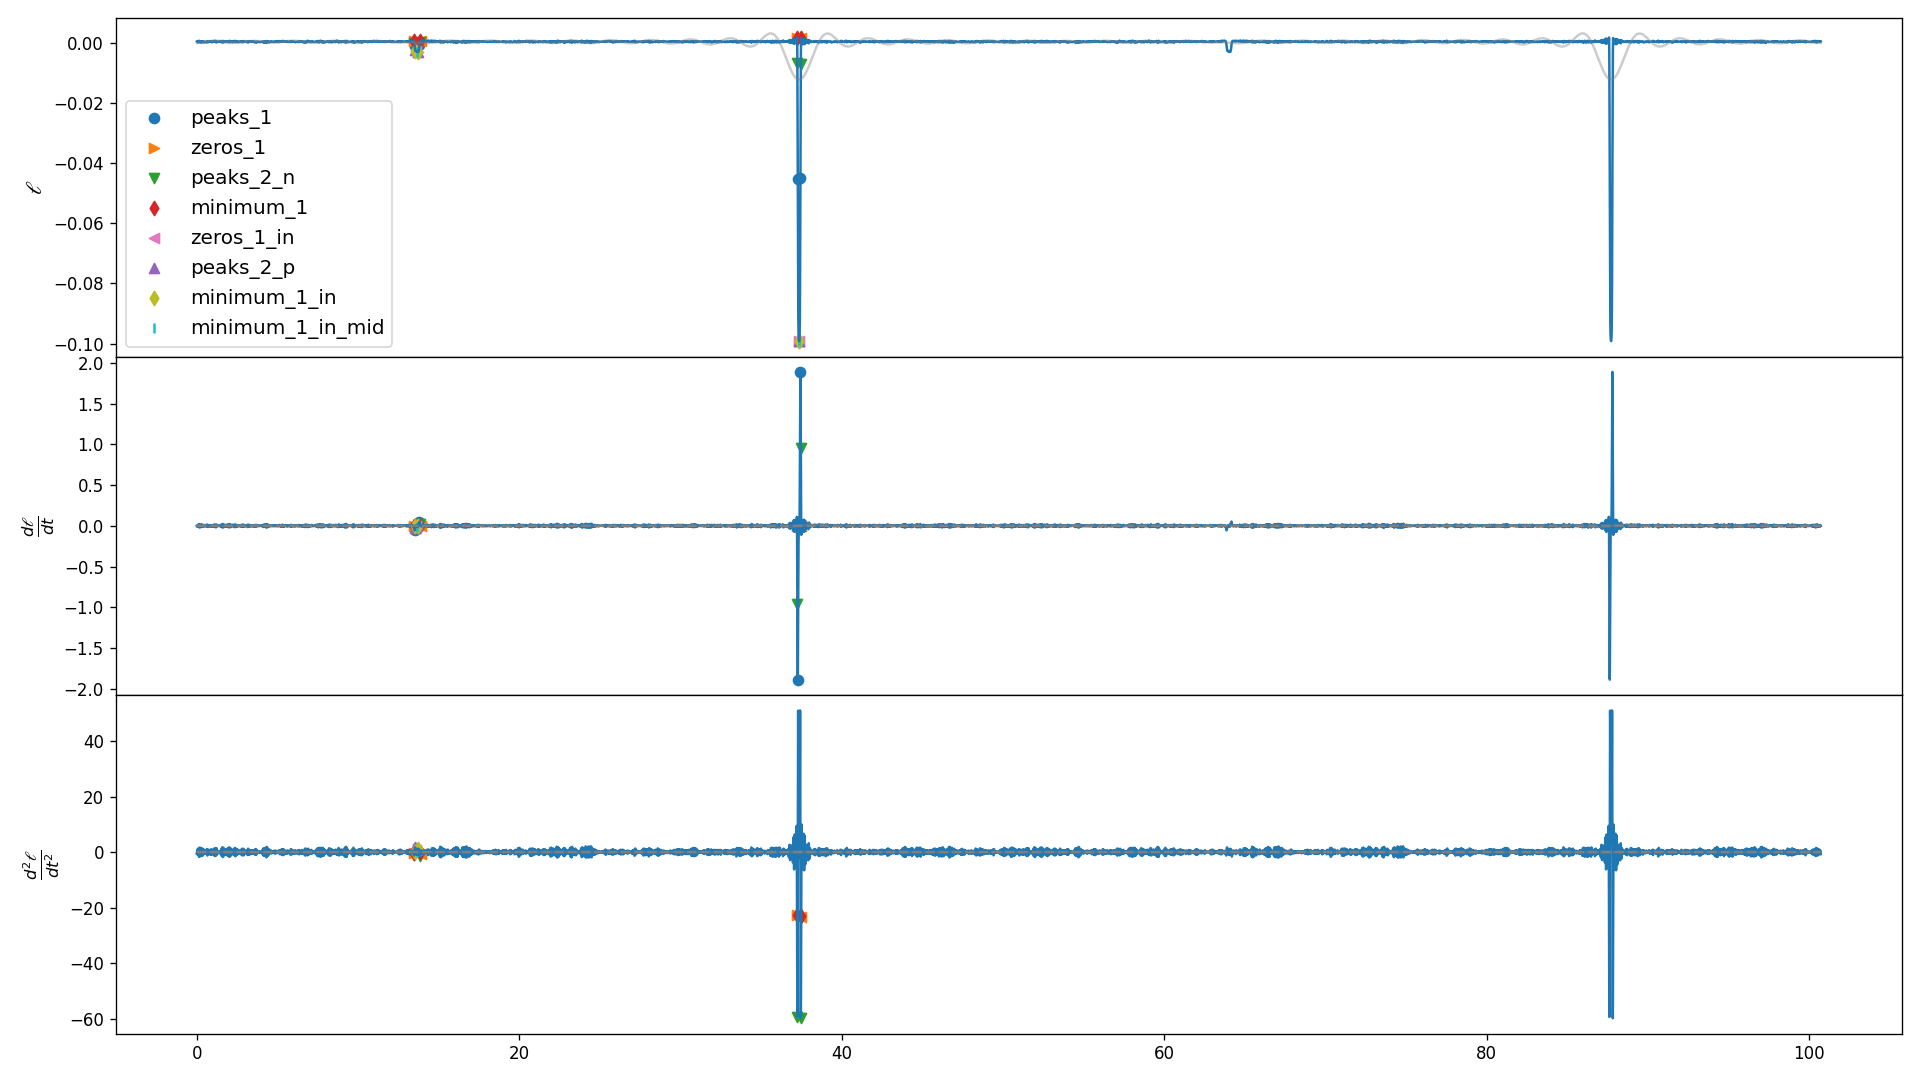 0.00
−0.02
−0.04
−0.06
−0.08
−0.10
ℓ
peaks_1
zeros_1
peaks_2_n
minimum_1
zeros_1_in
peaks_2_p
minimum_1_in
minimum_1_in_mid
2.0
1.5
1.0
0.5
0.0
−0.5
−1.0
−1.5
−2.0
dℓ
dt
40
20
0
−20
−40
−60
d²ℓ
dt²
0 20 40 60 80 100